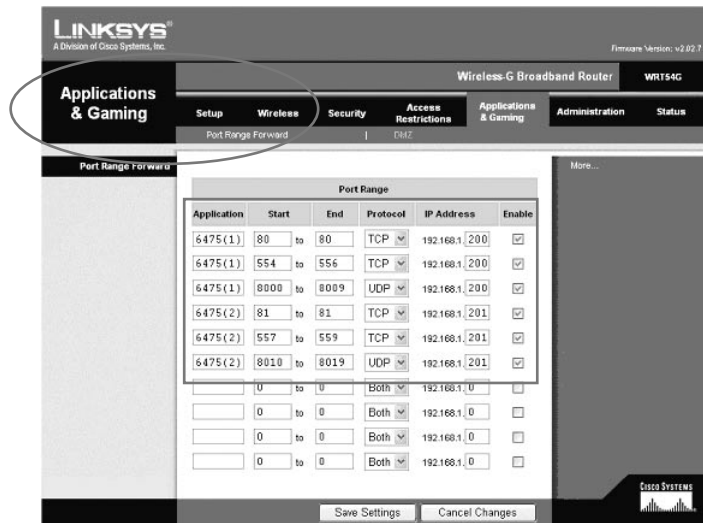 LINKSYS®
A Division of Cisco Systems, Inc.
Firmware Version: v2.02.7
Wireless-G Broadband Router WRT54G
Applications & Gaming
Setup Wireless Security Access Restrictions Applications & Gaming Administration Status
Port Range Forward | DMZ
Port Range Forward
More...
Port Range
Application Start End Protocol IP Address Enable
6475(1) 80 to 80 TCP 192.168.1. 200
6475(1) 554 to 556 TCP 192.168.1. 200
6475(1) 8000 to 8009 UDP 192.168.1. 200
6475(2) 81 to 81 TCP 192.168.1. 201
6475(2) 557 to 559 TCP 192.168.1. 201
6475(2) 8010 to 8019 UDP 192.168.1. 201
0 to 0 Both 192.168.1. 0
0 to 0 Both 192.168.1. 0
0 to 0 Both 192.168.1. 0
0 to 0 Both 192.168.1. 0
Save Settings Cancel Changes
CISCO SYSTEMS